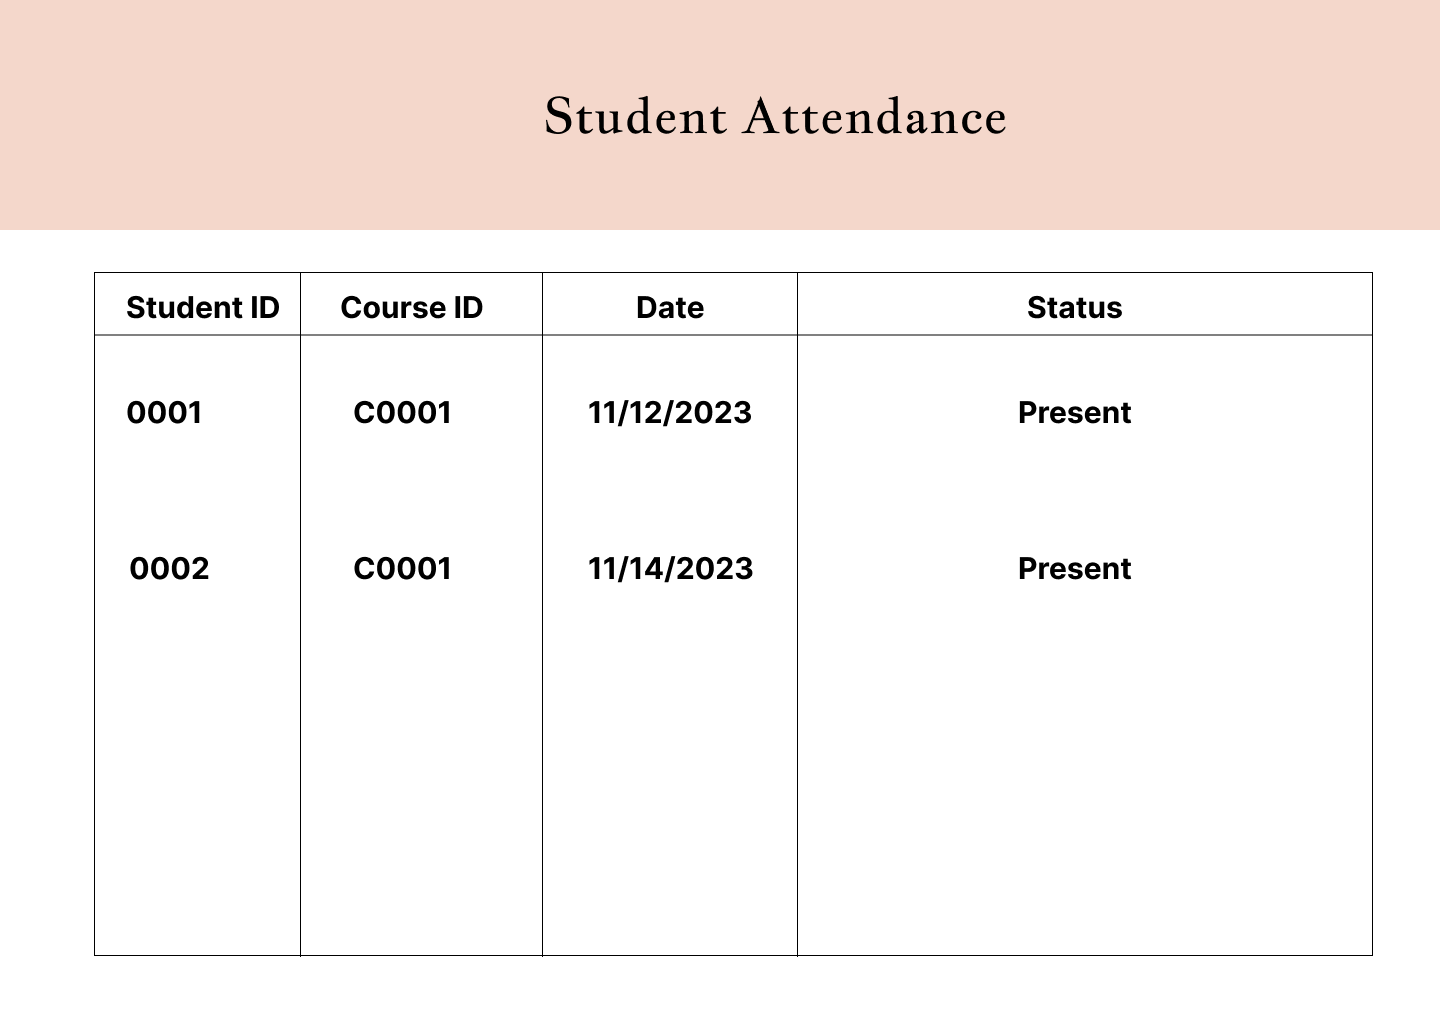 Student Attendance
Student ID Course ID Date Status
0001 C0001 11/12/2023 Present
0002 C0001 11/14/2023 Present